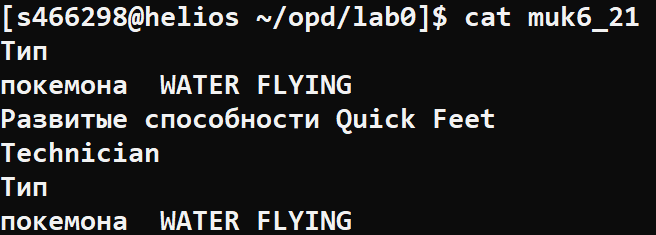 [s466298@helios ~/opd/lab0]$ cat muk6_21
Тип
покемона  WATER FLYING
Развитые способности Quick Feet
Technician
Тип
покемона  WATER FLYING